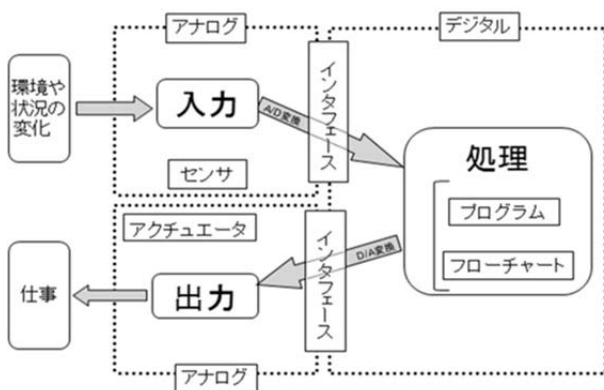 アナログ
デジタル
環境や
状況の
変化
入力
A/D変換
インタフェース
処理
センサ
プログラム
フローチャート
アクチュエータ
インタフェース
D/A変換
仕事
出力
アナログ